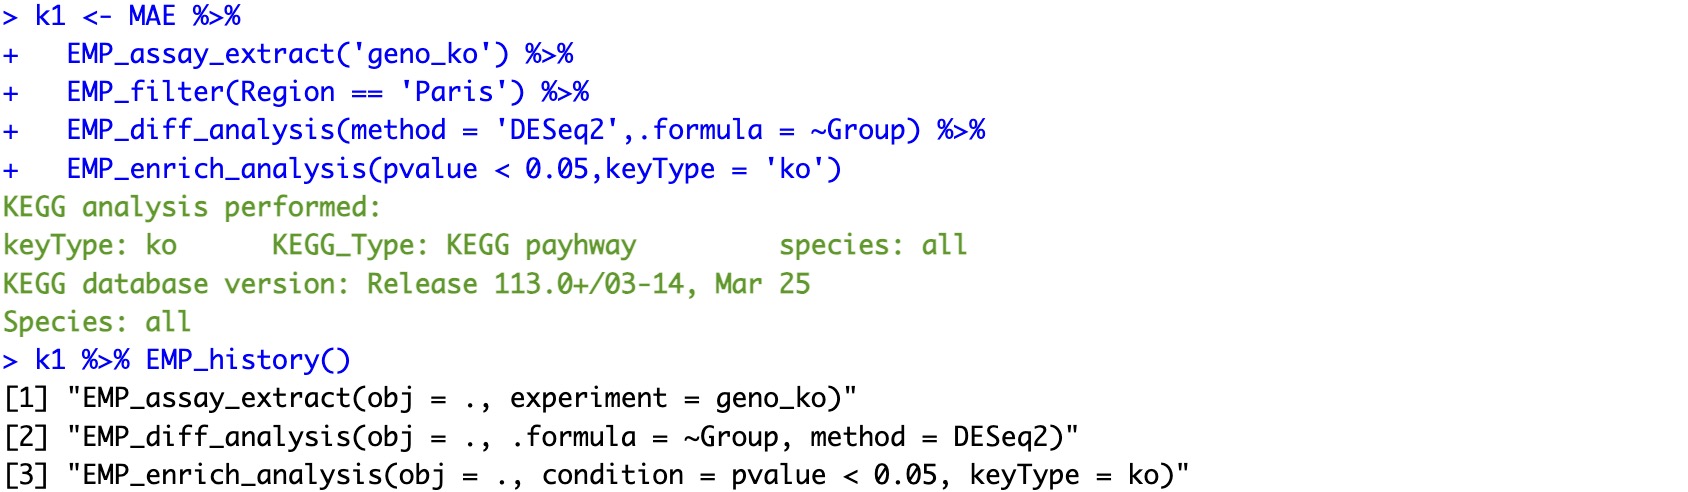 > k1 <- MAE %>%
+   EMP_assay_extract('geno_ko') %>%
+   EMP_filter(Region == 'Paris') %>%
+   EMP_diff_analysis(method = 'DESeq2',.formula = ~Group) %>%
+   EMP_enrich_analysis(pvalue < 0.05,keyType = 'ko')
KEGG analysis performed:
keyType: ko      KEGG_Type: KEGG payhway         species: all
KEGG database version: Release 113.0+/03-14, Mar 25
Species: all
> k1 %>% EMP_history()
[1] "EMP_assay_extract(obj = ., experiment = geno_ko)"
[2] "EMP_diff_analysis(obj = ., .formula = ~Group, method = DESeq2)"
[3] "EMP_enrich_analysis(obj = ., condition = pvalue < 0.05, keyType = ko)"